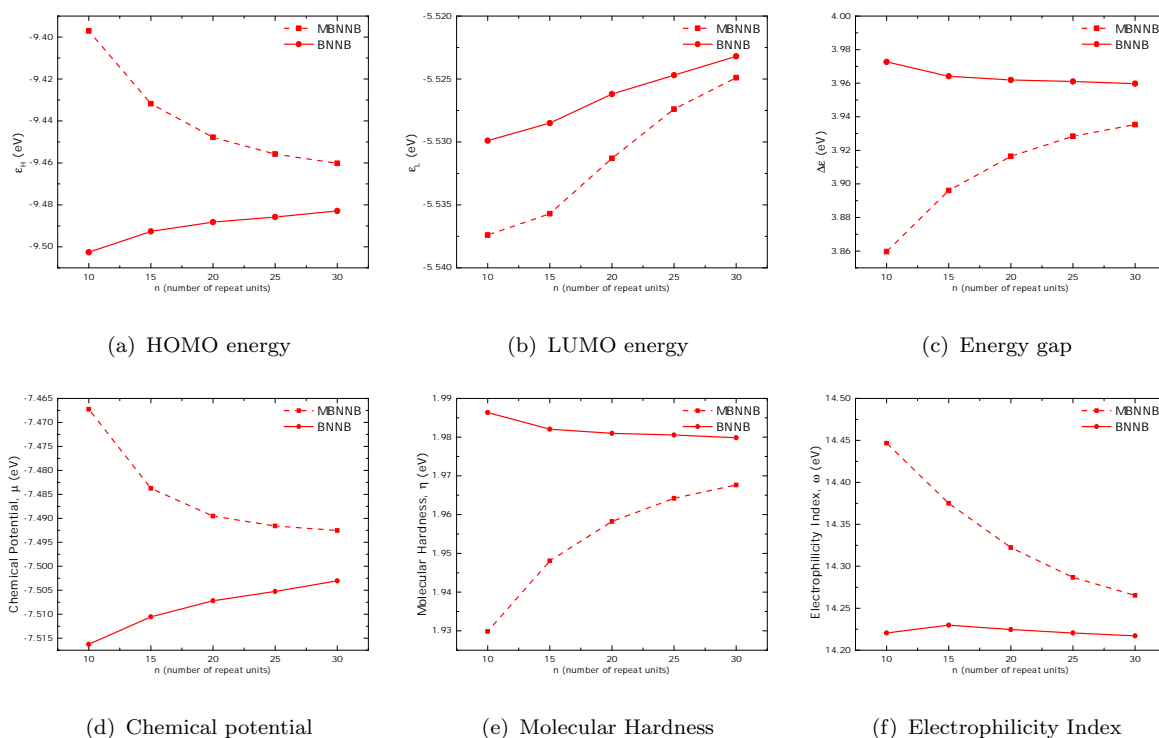 -9.40
-9.42
-9.44
-9.46
-9.48
-9.50
ε_H (eV)
MBNNB
BNNB
10 15 20 25 30
n (number of repeat units)
(a) HOMO energy
-5.520
-5.525
-5.530
-5.535
-5.540
ε_L (eV)
MBNNB
BNNB
10 15 20 25 30
n (number of repeat units)
(b) LUMO energy
4.00
3.98
3.96
3.94
3.92
3.90
3.88
3.86
3.84
Δε (eV)
MBNNB
BNNB
10 15 20 25 30
n (number of repeat units)
(c) Energy gap
-7.465
-7.470
-7.475
-7.480
-7.485
-7.490
-7.495
-7.500
-7.505
-7.510
-7.515
Chemical Potential, μ (eV)
MBNNB
BNNB
10 15 20 25 30
n (number of repeat units)
(d) Chemical potential
1.99
1.98
1.97
1.96
1.95
1.94
1.93
Molecular Hardness, η (eV)
MBNNB
BNNB
10 15 20 25 30
n (number of repeat units)
(e) Molecular Hardness
14.50
14.45
14.40
14.35
14.30
14.25
14.20
Electrophilicity Index, ω (eV)
MBNNB
BNNB
10 15 20 25 30
n (number of repeat units)
(f) Electrophilicity Index